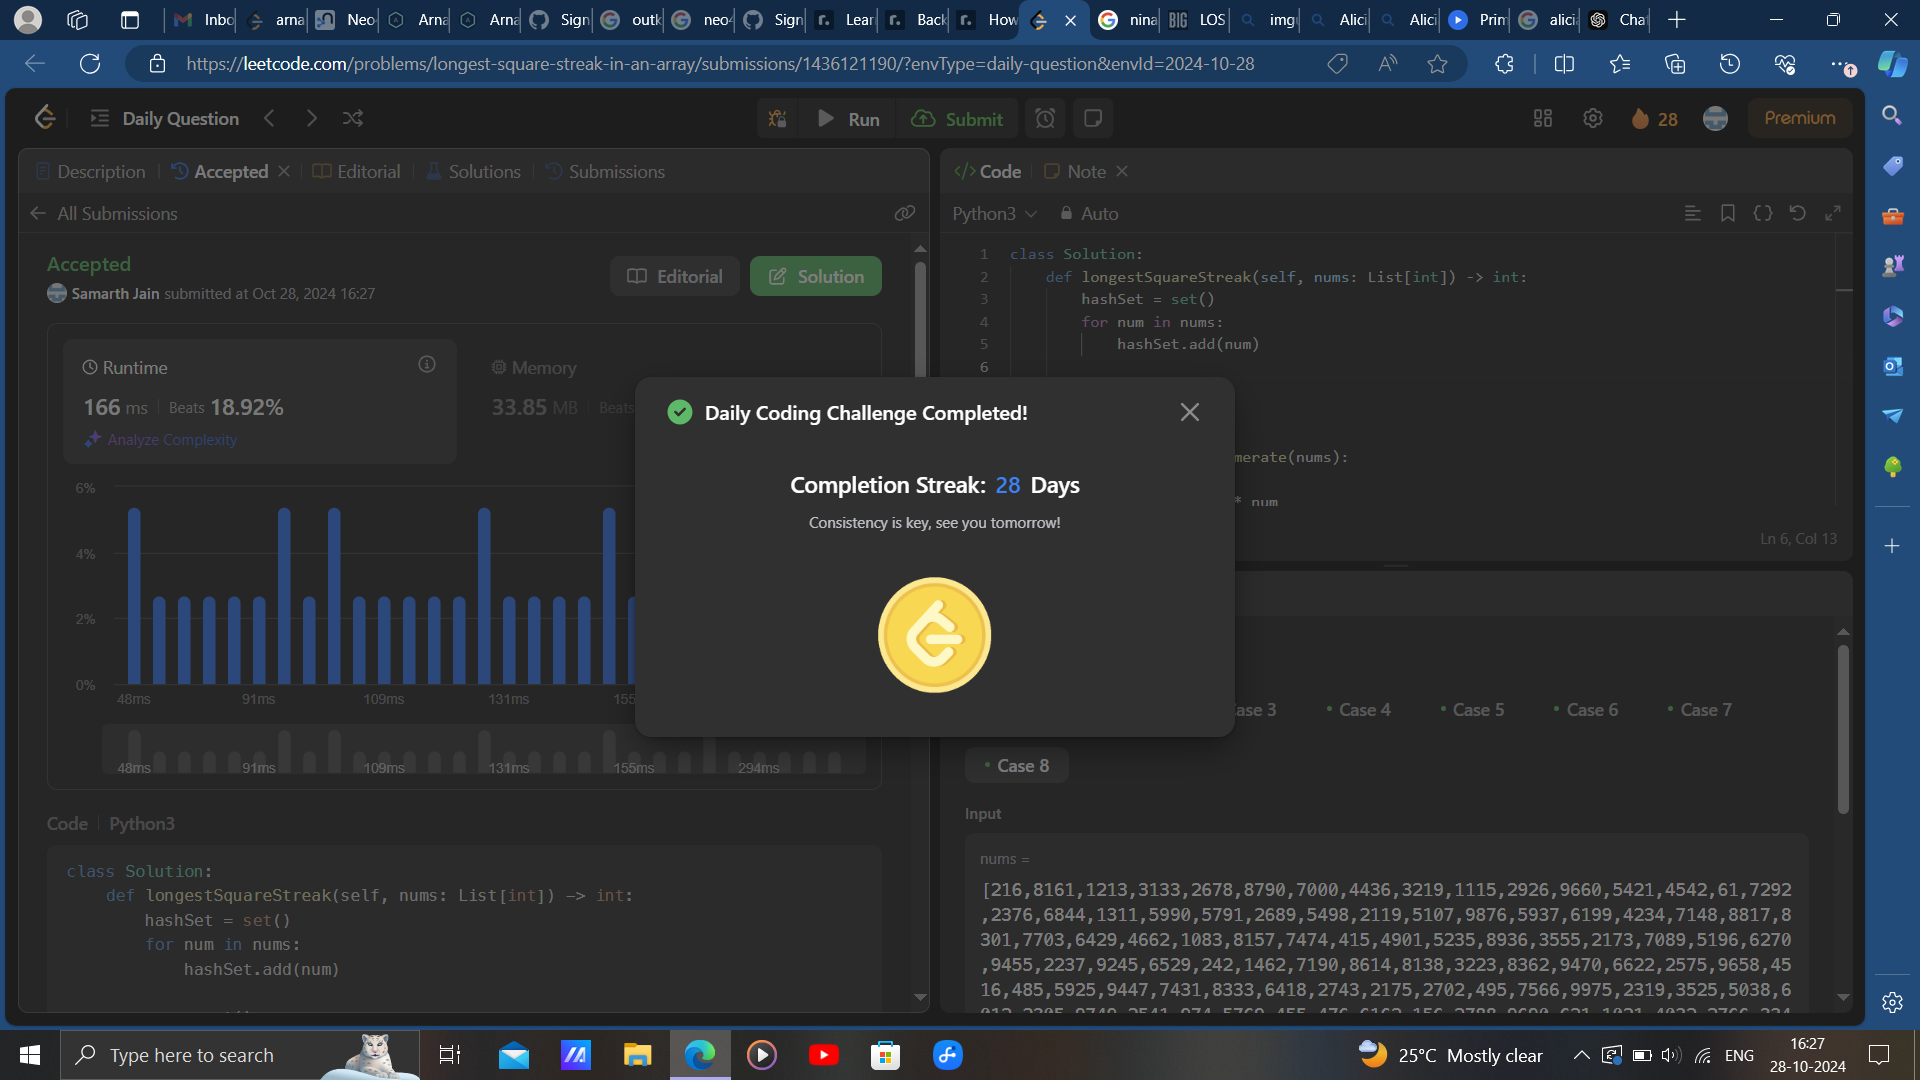 Inbo
arna
Neo
Arna
Arna
Sign
outl
neo4
Sign
Lear
Back
How
nina
BIG LOS
img
Alici
Alici
Prim
alici
Chat
https://leetcode.com/problems/longest-square-streak-in-an-array/submissions/1436121190/?envType=daily-question&envId=2024-10-28
Daily Question
Run
Submit
28
Premium
Description
Accepted
Editorial
Solutions
Submissions
All Submissions
Accepted
Samarth Jain submitted at Oct 28, 2024 16:27
Editorial
Solution
Runtime
166 ms Beats 18.92%
Analyze Complexity
Memory
33.85 MB Beats
6%
4%
2%
0%
48ms 91ms 109ms 131ms 155
48ms 91ms 109ms 131ms 155ms 294ms
Code Python3
class Solution:
def longestSquareStreak(self, nums: List[int]) -> int:
hashSet = set()
for num in nums:
hashSet.add(num)
</> Code
Note
Python3
Auto
1 class Solution:
2 def longestSquareStreak(self, nums: List[int]) -> int:
3 hashSet = set()
4 for num in nums:
5 hashSet.add(num)
6
merate(nums):
* num
Ln 6, Col 13
Daily Coding Challenge Completed!
Completion Streak: 28 Days
Consistency is key, see you tomorrow!
ase 3
Case 4
Case 5
Case 6
Case 7
Case 8
Input
nums =
[216,8161,1213,3133,2678,8790,7000,4436,3219,1115,2926,9660,5421,4542,61,7292
,2376,6844,1311,5990,5791,2689,5498,2119,5107,9876,5937,6199,4234,7148,8817,8
301,7703,6429,4662,1083,8157,7474,415,4901,5235,8936,3555,2173,7089,5196,6270
,9455,2237,9245,6529,242,1462,7190,8614,8138,3223,8362,9470,6622,2575,9658,45
16,485,5925,9447,7431,8333,6418,2743,2175,2702,495,7566,9975,2319,3525,5038,6
Type here to search
25°C Mostly clear
ENG
16:27
28-10-2024